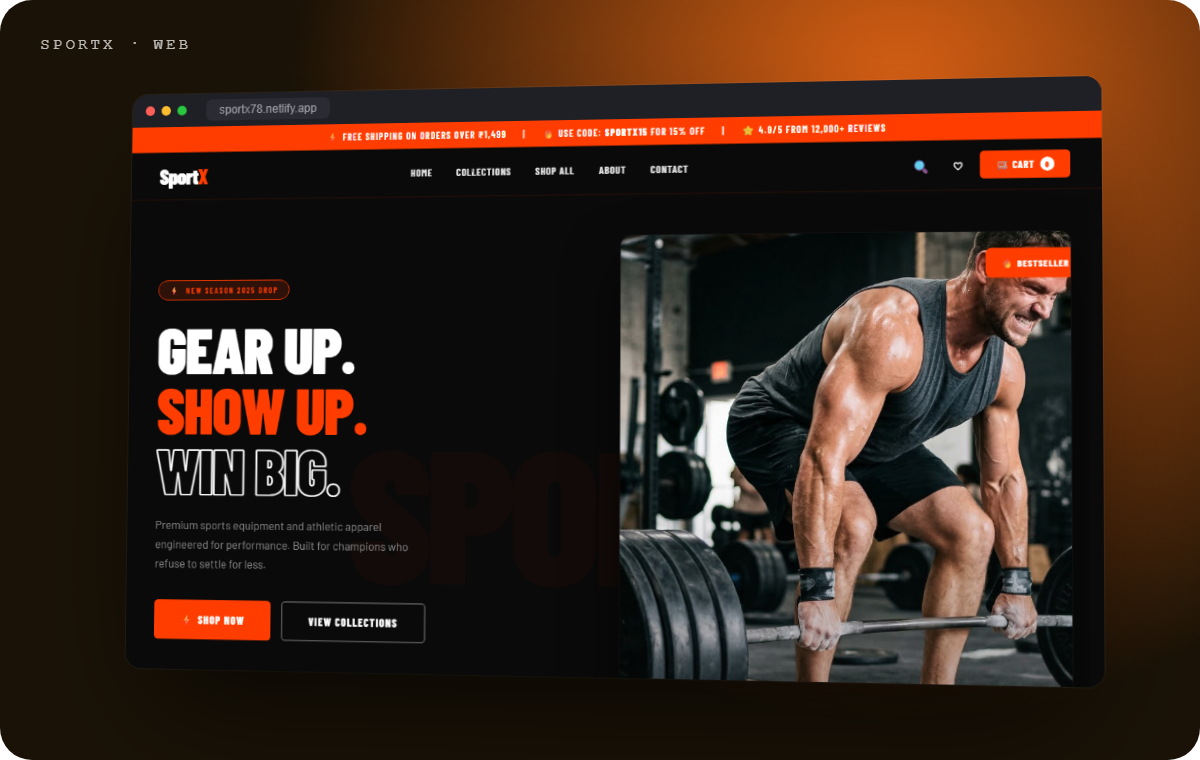 SPORTX · WEB
sportx78.netlify.app
FREE SHIPPING ON ORDERS OVER ₹1,499 | USE CODE: SPORTX15 FOR 15% OFF | 4.9/5 FROM 12,000+ REVIEWS
SportX
HOME COLLECTIONS SHOP ALL ABOUT CONTACT
CART 0
BESTSELLER
NEW SEASON 2025 DROP
GEAR UP.
SHOW UP.
WIN BIG.
SPO
Premium sports equipment and athletic apparel
engineered for performance. Built for champions who
refuse to settle for less.
SHOP NOW
VIEW COLLECTIONS